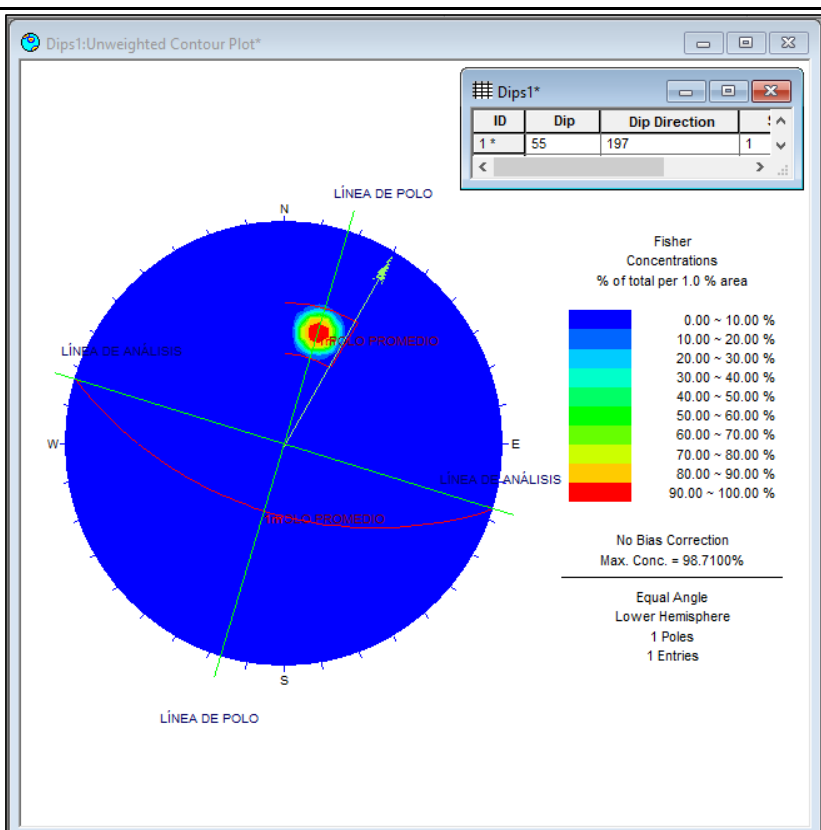 Dips1:Unweighted Contour Plot*
Dips1*
ID Dip Dip Direction
1 * 55 197 1
LÍNEA DE POLO
N
Fisher
Concentrations
% of total per 1.0 % area
0.00 ~ 10.00 %
10.00 ~ 20.00 %
20.00 ~ 30.00 %
30.00 ~ 40.00 %
40.00 ~ 50.00 %
50.00 ~ 60.00 %
60.00 ~ 70.00 %
70.00 ~ 80.00 %
80.00 ~ 90.00 %
90.00 ~ 100.00 %
POLO PROMEDIO
LÍNEA DE ANÁLISIS
W
E
LÍNEA DE ANÁLISIS
PROMEDIO
No Bias Correction
Max. Conc. = 98.7100%
Equal Angle
Lower Hemisphere
1 Poles
1 Entries
S
LÍNEA DE POLO